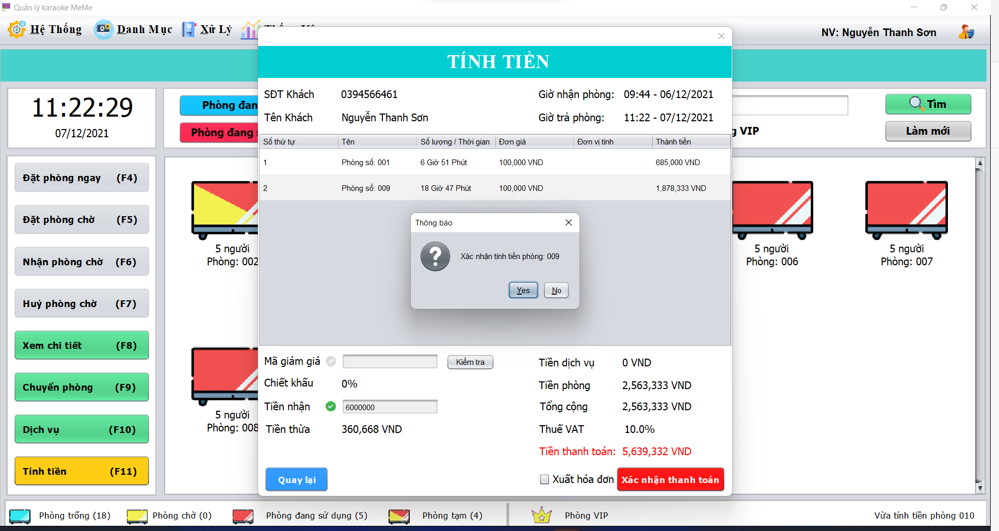 Quản lý karaoke MeMe
Hệ Thống
Danh Mục
Xử Lý
NV: Nguyễn Thanh Sơn
11:22:29
07/12/2021
Phòng đan
Phòng đang
Tìm
VIP
Làm mới
Đặt phòng ngay (F4)
Đặt phòng chờ (F5)
Nhận phòng chờ (F6)
Huỷ phòng chờ (F7)
Xem chi tiết (F8)
Chuyển phòng (F9)
Dịch vụ (F10)
Tính tiền (F11)
5 người
Phòng: 002
5 người
Phòng: 006
5 người
Phòng: 007
5 người
Phòng: 008
TÍNH TIỀN
SĐT Khách 0394566461 Giờ nhận phòng: 09:44 - 06/12/2021
Tên Khách Nguyễn Thanh Sơn Giờ trả phòng: 11:22 - 07/12/2021
Số thứ tự Tên Số lượng / Thời gian Đơn giá Đơn vị tính Thành tiền
1 Phòng số: 001 6 Giờ 51 Phút 100,000 VND 685,000 VND
2 Phòng số: 009 18 Giờ 47 Phút 100,000 VND 1,878,333 VND
Thông báo
Xác nhận tính tiền phòng: 009
Yes No
Mã giảm giá Kiểm tra Tiền dịch vụ 0 VND
Chiết khấu 0% Tiền phòng 2,563,333 VND
Tiền nhận 6000000 Tổng cộng 2,563,333 VND
Tiền thừa 360,668 VND Thuế VAT 10.0%
Tiền thanh toán: 5,639,332 VND
Quay lại Xuất hóa đơn Xác nhận thanh toán
Phòng trống (18) Phòng chờ (0) Phòng đang sử dụng (5) Phòng tạm (4) Phòng VIP Vừa tính tiền phòng 010